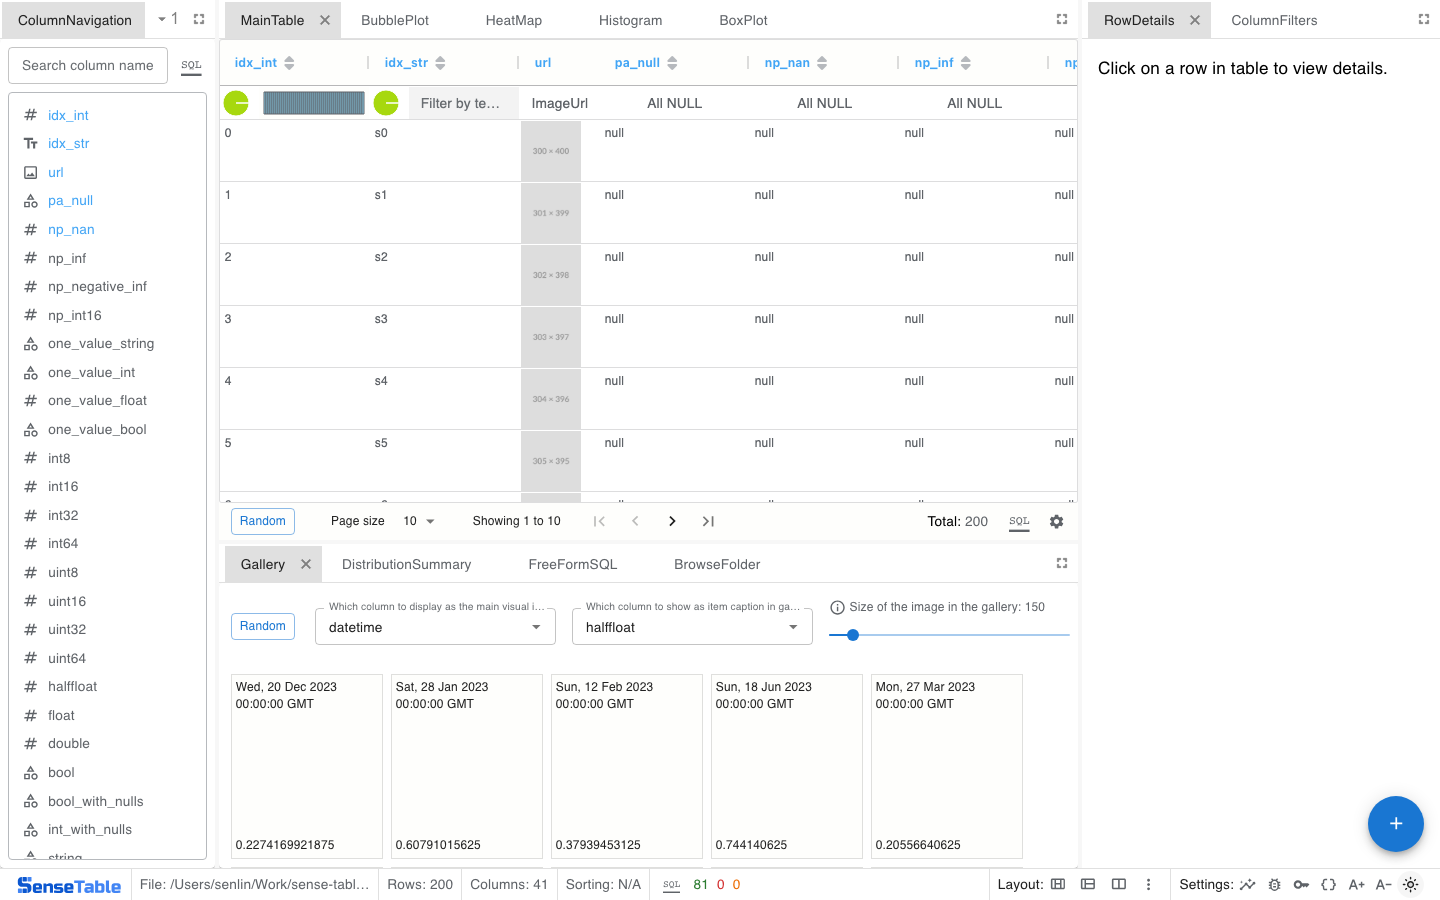 ColumnNavigation 1
Search column name SQL
idx_int
idx_str
url
pa_null
np_nan
np_inf
np_negative_inf
np_int16
one_value_string
one_value_int
one_value_float
one_value_bool
int8
int16
int32
int64
uint8
uint16
uint32
uint64
halffloat
float
double
bool
bool_with_nulls
int_with_nulls
string
MainTable BubblePlot HeatMap Histogram BoxPlot
idx_int idx_str url pa_null np_nan np_inf np
Filter by te... ImageUrl All NULL All NULL All NULL
0 s0 300 × 400 null null null null
1 s1 301 × 399 null null null null
2 s2 302 × 398 null null null null
3 s3 303 × 397 null null null null
4 s4 304 × 396 null null null null
5 s5 305 × 395 null null null null
Random Page size 10 Showing 1 to 10 Total: 200 SQL
Gallery DistributionSummary FreeFormSQL BrowseFolder
Random
Which column to display as the main visual i...
datetime
Which column to show as item caption in ga...
halffloat
Size of the image in the gallery: 150
Wed, 20 Dec 2023
00:00:00 GMT
0.2274169921875
Sat, 28 Jan 2023
00:00:00 GMT
0.60791015625
Sun, 12 Feb 2023
00:00:00 GMT
0.37939453125
Sun, 18 Jun 2023
00:00:00 GMT
0.744140625
Mon, 27 Mar 2023
00:00:00 GMT
0.20556640625
RowDetails ColumnFilters
Click on a row in table to view details.
+
SenseTable File: /Users/senlin/Work/sense-tabl... Rows: 200 Columns: 41 Sorting: N/A SQL 81 0 0 Layout: Settings: A+ A-